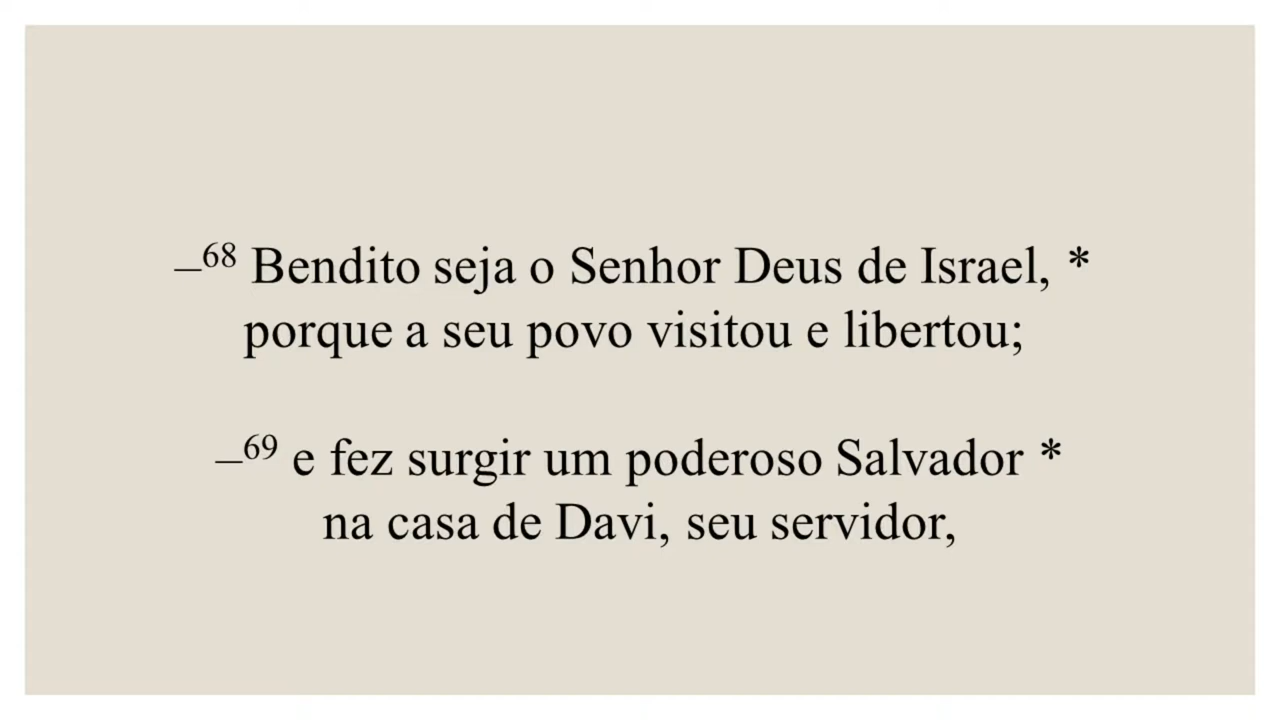 –68 Bendito seja o Senhor Deus de Israel, *
porque a seu povo visitou e libertou;
–69 e fez surgir um poderoso Salvador *
na casa de Davi, seu servidor,